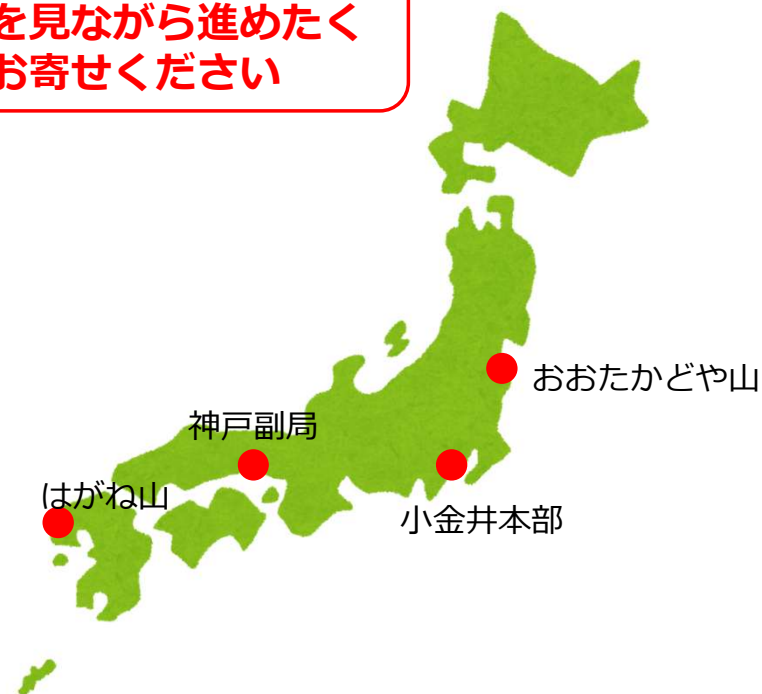 を見ながら進めたく
お寄せください
おおたかどや山
神戸副局
はがね山
小金井本部